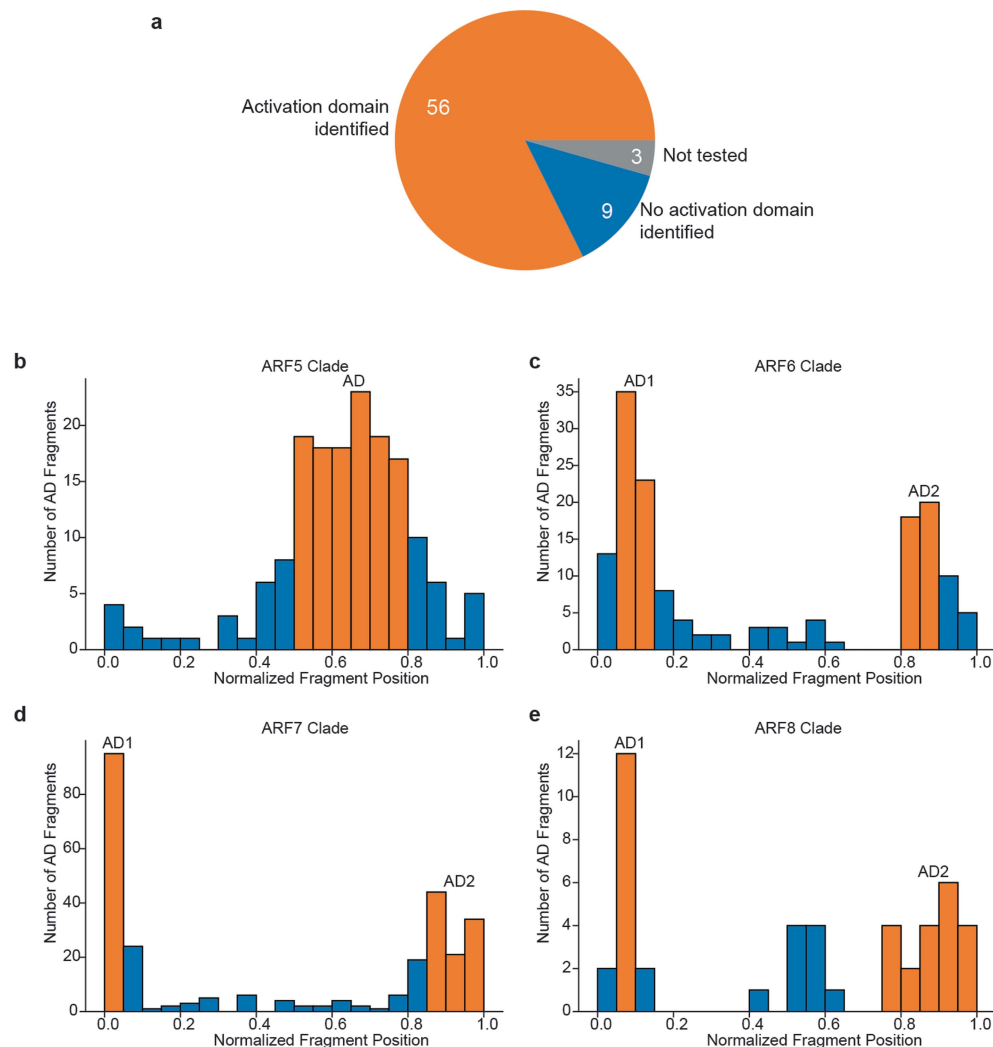 a
56
Activation domain
identified
3
Not tested
9
No activation domain
identified
b
ARF5 Clade
AD
Number of AD Fragments
20
15
10
5
0
0.0
0.2
0.4
0.6
0.8
1.0
Normalized Fragment Position
c
ARF6 Clade
AD1
AD2
Number of AD Fragments
35
30
25
20
15
10
5
0
0.0
0.2
0.4
0.6
0.8
1.0
Normalized Fragment Position
d
ARF7 Clade
AD1
AD2
Number of AD Fragments
80
60
40
20
0
0.0
0.2
0.4
0.6
0.8
1.0
Normalized Fragment Position
e
ARF8 Clade
AD1
AD2
Number of AD Fragments
12
10
8
6
4
2
0
0.0
0.2
0.4
0.6
0.8
1.0
Normalized Fragment Position